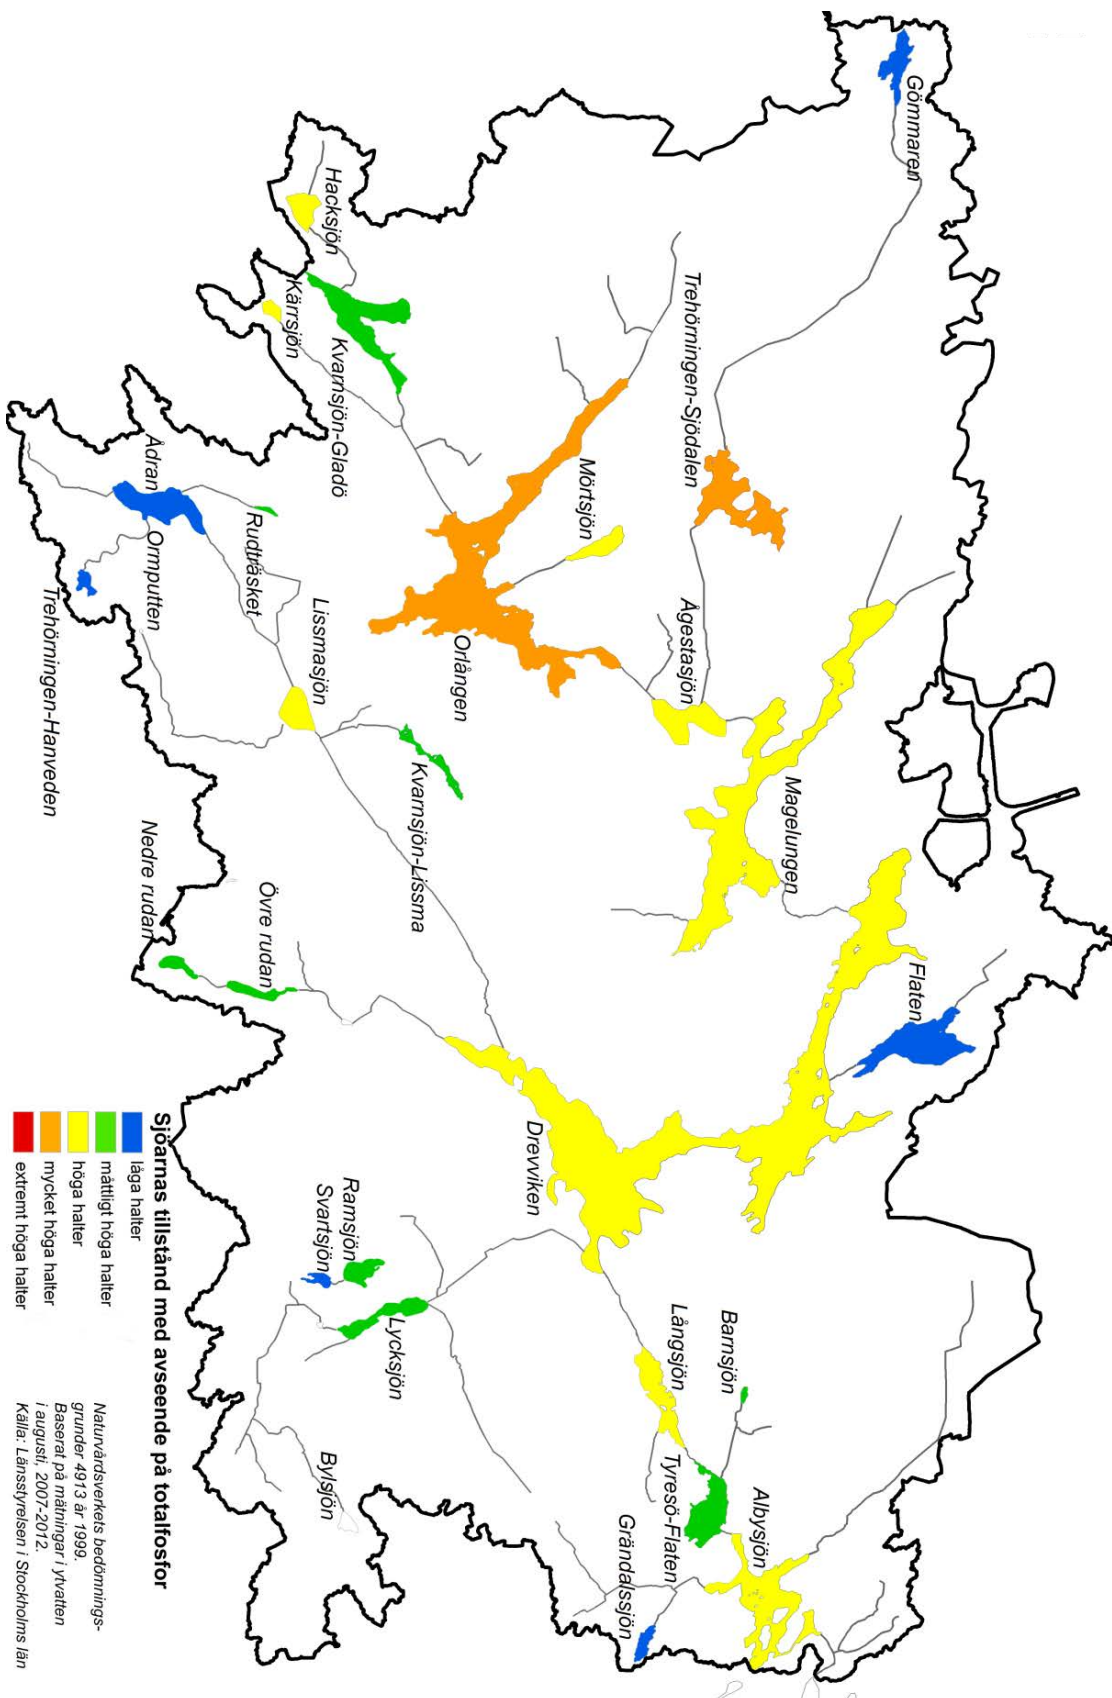 Gömmaren
Hacksjön
Kärrsjön
Kvarnsjön-Gladö
Trehörningen-Sjödalen
Mörtsjön
Ådran
Ormputten
Rudträsket
Trehörningen-Hanveden
Lissmasjön
Orlången
Ågestasjön
Kvarnsjön-Lissma
Magelungen
Nedre rudan
Övre rudan
Flaten
Drevviken
Ramsjön
Svartsjön
Lycksjön
Barnsjön
Långsjön
Tyresö-Flaten
Albysjön
Grändalssjön
Bylsjön
Sjöarnas tillstånd med avseende på totalfosfor
låga halter
måttligt höga halter
höga halter
mycket höga halter
extremt höga halter
Naturvårdsverkets bedömnings-
grunder 4913 år 1999.
Baserat på mätningar i ytvatten
i augusti, 2007-2012.
Källa: Länsstyrelsen i Stockholms län